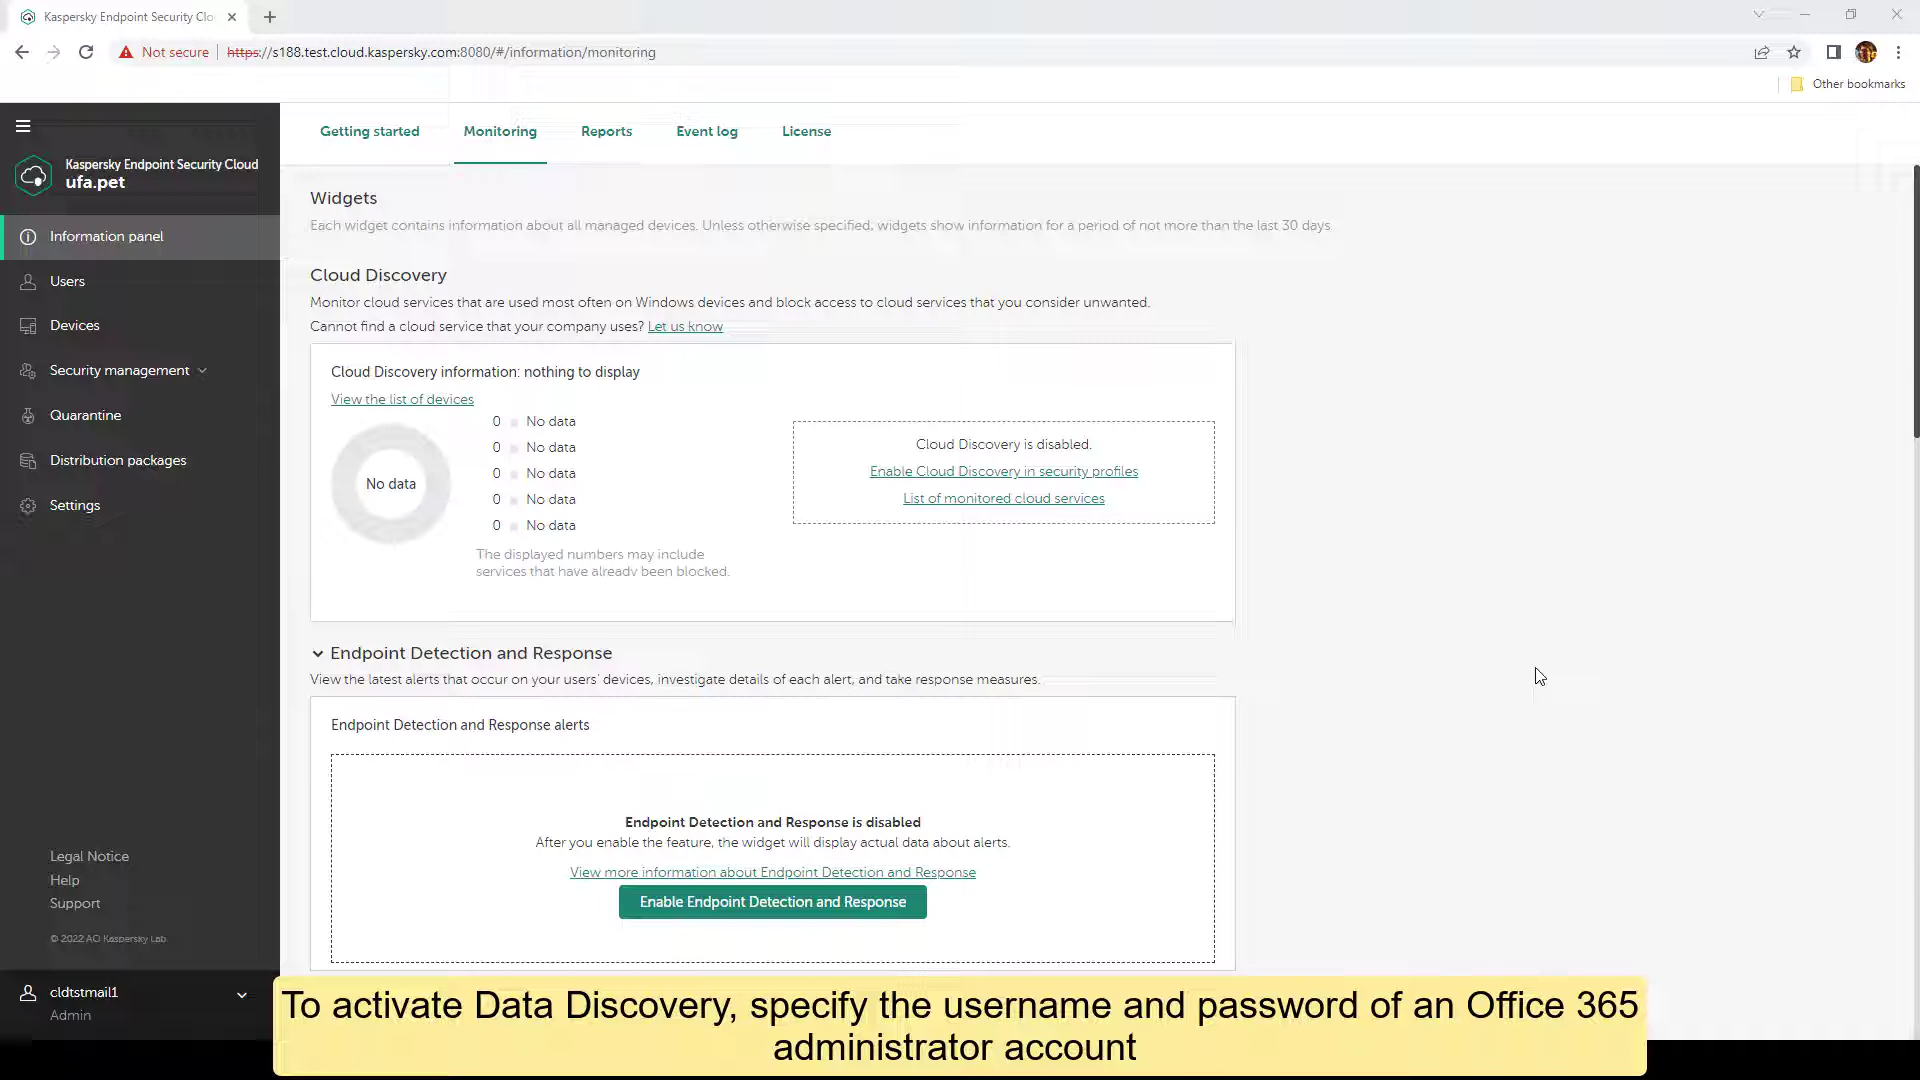 Kaspersky Endpoint Security Clo
Not secure
https://s188.test.cloud.kaspersky.com:8080/#/information/monitoring
Other bookmarks
Kaspersky Endpoint Security Cloud
ufa.pet
Information panel
Users
Devices
Security management
Quarantine
Distribution packages
Settings
Legal Notice
Help
Support
© 2022 AO Kaspersky Lab
cldtstmail1
Admin
Getting started Monitoring Reports Event log License
Widgets
Each widget contains information about all managed devices. Unless otherwise specified, widgets show information for a period of not more than the last 30 days.
Cloud Discovery
Monitor cloud services that are used most often on Windows devices and block access to cloud services that you consider unwanted.
Cannot find a cloud service that your company uses? Let us know
Cloud Discovery information: nothing to display
View the list of devices
No data
0 No data
0 No data
0 No data
0 No data
0 No data
The displayed numbers may include
services that have already been blocked.
Cloud Discovery is disabled.
Enable Cloud Discovery in security profiles
List of monitored cloud services
Endpoint Detection and Response
View the latest alerts that occur on your users' devices, investigate details of each alert, and take response measures.
Endpoint Detection and Response alerts
Endpoint Detection and Response is disabled
After you enable the feature, the widget will display actual data about alerts.
View more information about Endpoint Detection and Response
Enable Endpoint Detection and Response
To activate Data Discovery, specify the username and password of an Office 365
administrator account